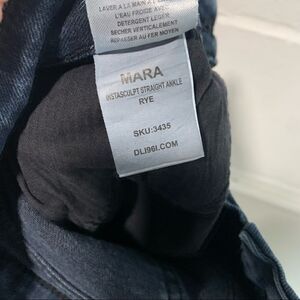 LAVER A LA MAIN A
L'EAU FROIDE AVEC
DETERGENT LEGER
SECHER VERTICALEMENT
REPASSER AU FER MOYEN
MARA
INSTASCULPT STRAIGHT ANKLE
RYE
SKU:3435
DL1961.COM